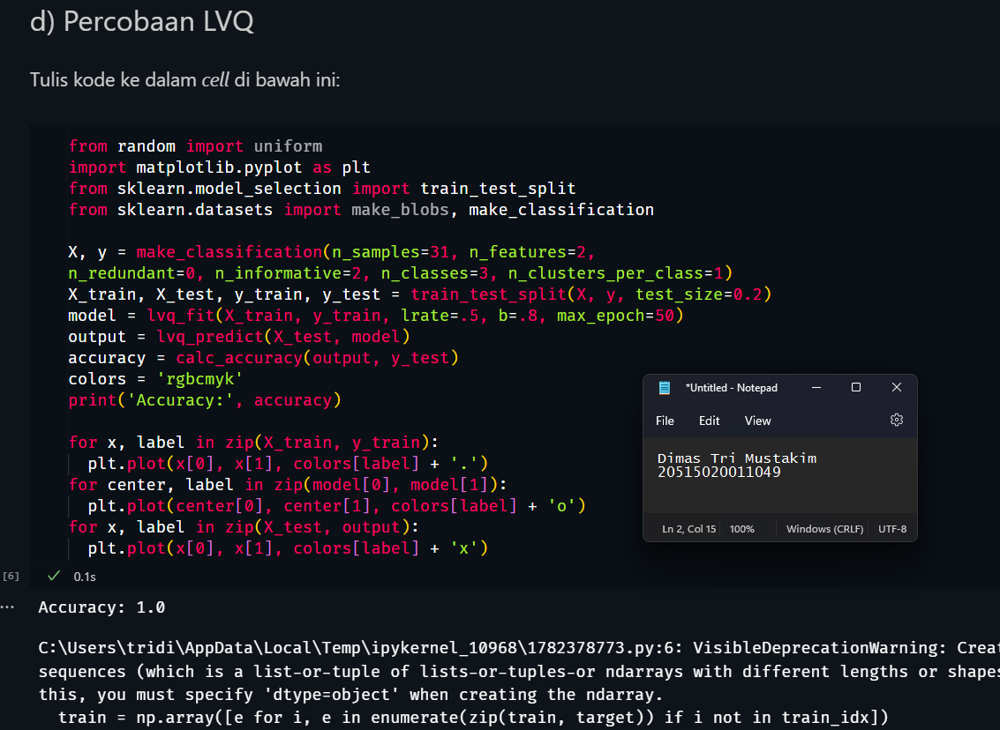 d) Percobaan LVQ
Tulis kode ke dalam cell di bawah ini:
from random import uniform
import matplotlib.pyplot as plt
from sklearn.model_selection import train_test_split
from sklearn.datasets import make_blobs, make_classification
X, y = make_classification(n_samples=31, n_features=2,
n_redundant=0, n_informative=2, n_classes=3, n_clusters_per_class=1)
X_train, X_test, y_train, y_test = train_test_split(X, y, test_size=0.2)
model = lvq_fit(X_train, y_train, lrate=.5, b=.8, max_epoch=50)
output = lvq_predict(X_test, model)
accuracy = calc_accuracy(output, y_test)
colors = 'rgbcmyk'
print('Accuracy:', accuracy)
for x, label in zip(X_train, y_train):
  plt.plot(x[0], x[1], colors[label] + '.')
for center, label in zip(model[0], model[1]):
  plt.plot(center[0], center[1], colors[label] + 'o')
for x, label in zip(X_test, output):
  plt.plot(x[0], x[1], colors[label] + 'x')
*Untitled - Notepad
File Edit View
Dimas Tri Mustakim
20515020011049
Ln 2, Col 15 100% Windows (CRLF) UTF-8
[6] 0.1s
Accuracy: 1.0
C:\Users\tridi\AppData\Local\Temp\ipykernel_10968\1782378773.py:6: VisibleDeprecationWarning: Creat
sequences (which is a list-or-tuple of lists-or-tuples-or ndarrays with different lengths or shapes
this, you must specify 'dtype=object' when creating the ndarray.
  train = np.array([e for i, e in enumerate(zip(train, target)) if i not in train_idx])